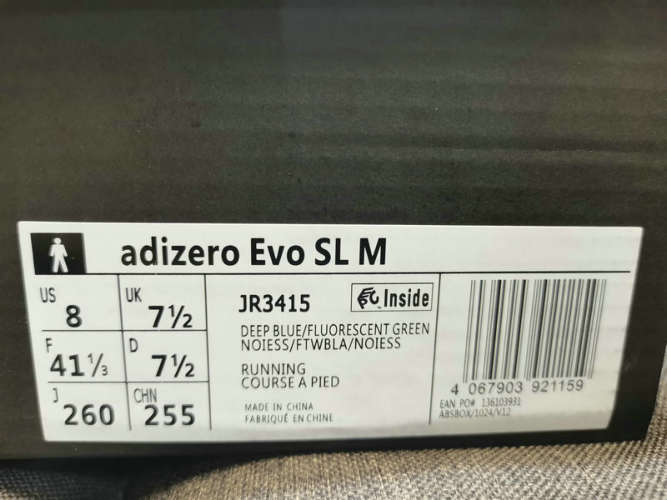 adizero Evo SL M
US 8 UK 7½
F 41⅓ D 7½
J 260 CHN 255
JR3415 Inside
DEEP BLUE/FLUORESCENT GREEN
NOIESS/FTWBLA/NOIESS
RUNNING
COURSE A PIED
MADE IN CHINA
FABRIQUÉ EN CHINE
4 067903 921159
EAN PO# 136103931
ABSBOX/1024/V12